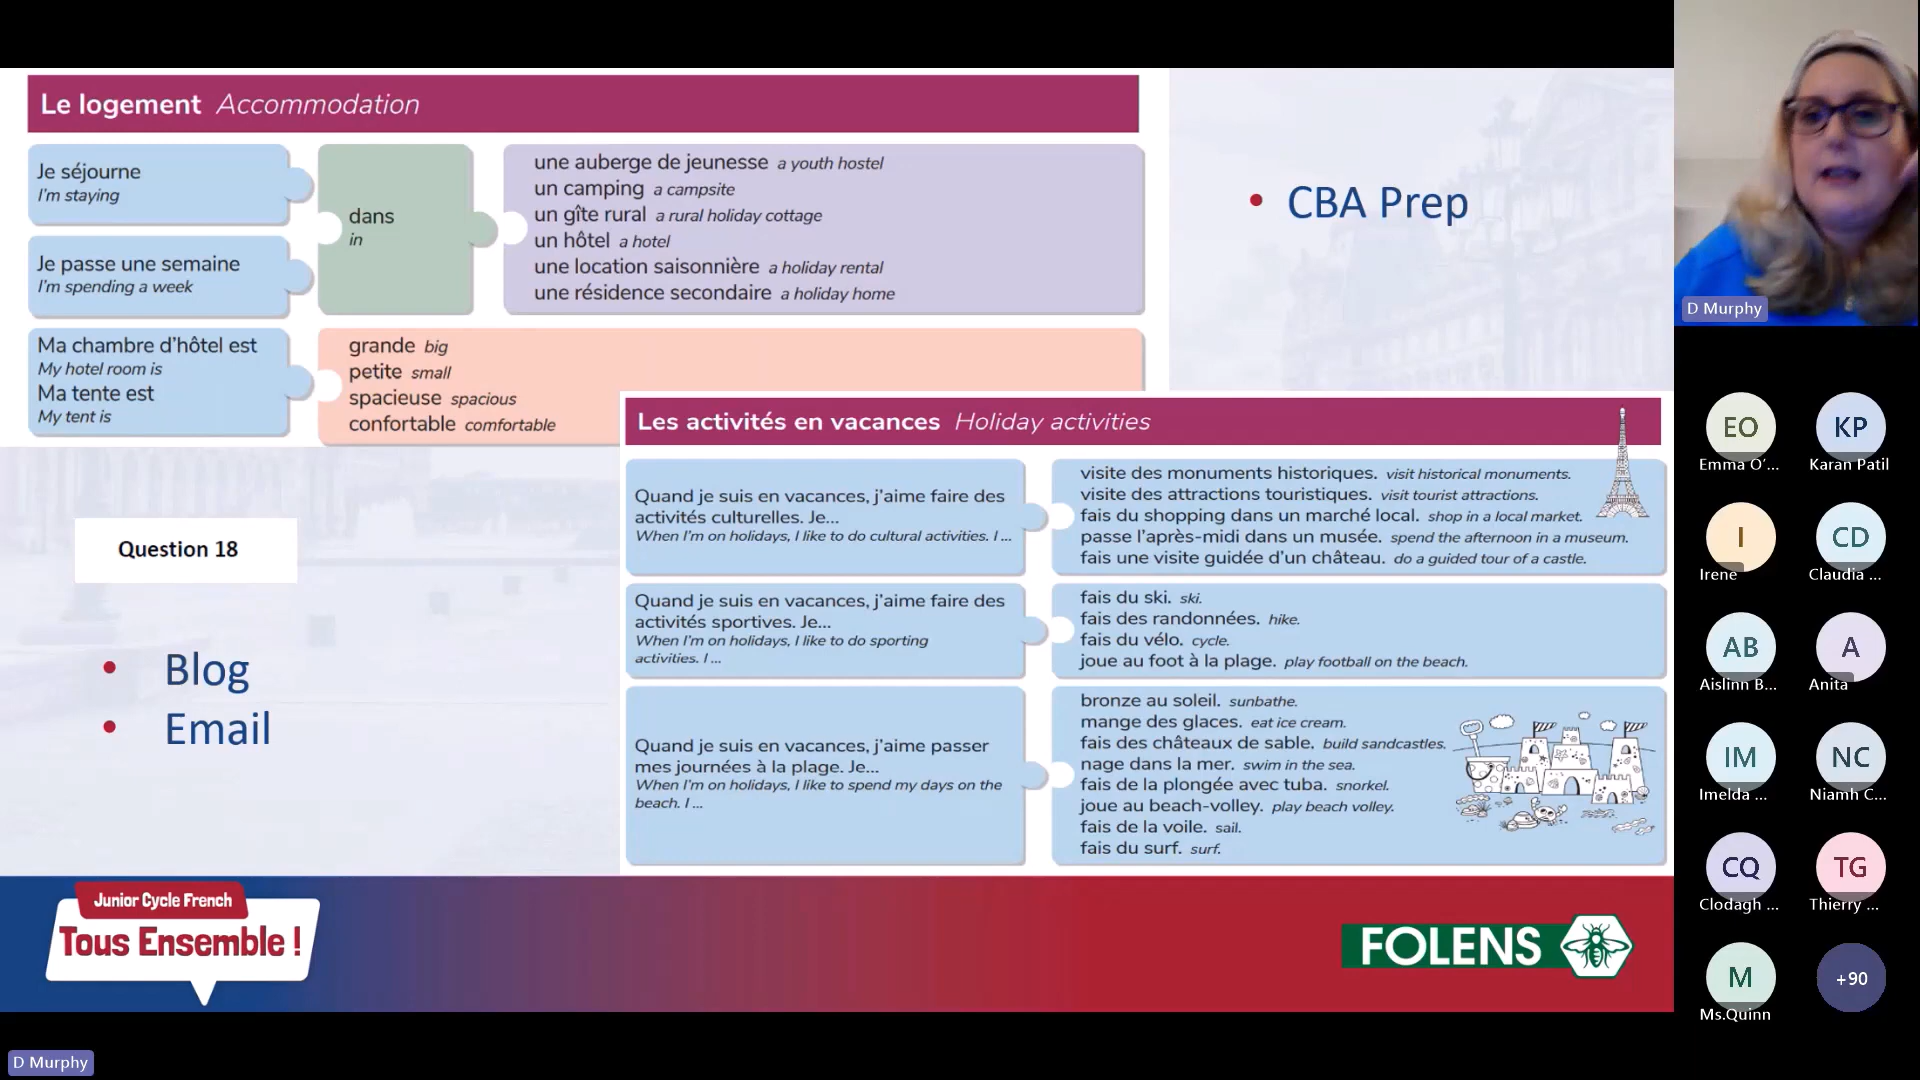 Le logement Accommodation
Je séjourne
I'm staying
Je passe une semaine
I'm spending a week
dans
in
une auberge de jeunesse a youth hostel
un camping a campsite
un gîte rural a rural holiday cottage
un hôtel a hotel
une location saisonnière a holiday rental
une résidence secondaire a holiday home
Ma chambre d'hôtel est
My hotel room is
Ma tente est
My tent is
grande big
petite small
spacieuse spacious
confortable comfortable
• CBA Prep
Question 18
• Blog
• Email
Les activités en vacances Holiday activities
Quand je suis en vacances, j'aime faire des
activités culturelles. Je...
When I'm on holidays, I like to do cultural activities. I ...
visite des monuments historiques. visit historical monuments.
visite des attractions touristiques. visit tourist attractions.
fais du shopping dans un marché local. shop in a local market.
passe l'après-midi dans un musée. spend the afternoon in a museum.
fais une visite guidée d'un château. do a guided tour of a castle.
Quand je suis en vacances, j'aime faire des
activités sportives. Je...
When I'm on holidays, I like to do sporting
activities. I ...
fais du ski. ski.
fais des randonnées. hike.
fais du vélo. cycle.
joue au foot à la plage. play football on the beach.
Quand je suis en vacances, j'aime passer
mes journées à la plage. Je...
When I'm on holidays, I like to spend my days on the
beach. I ...
bronze au soleil. sunbathe.
mange des glaces. eat ice cream.
fais des châteaux de sable. build sandcastles.
nage dans la mer. swim in the sea.
fais de la plongée avec tuba. snorkel.
joue au beach-volley. play beach volley.
fais de la voile. sail.
fais du surf. surf.
Junior Cycle French
Tous Ensemble !
FOLENS
D Murphy
D Murphy
EO KP
Emma O'... Karan Patil
I CD
Irene Claudia ...
AB A
Aislinn B... Anita
IM NC
Imelda ... Niamh C...
CQ TG
Clodagh ... Thierry ...
M +90
Ms.Quinn